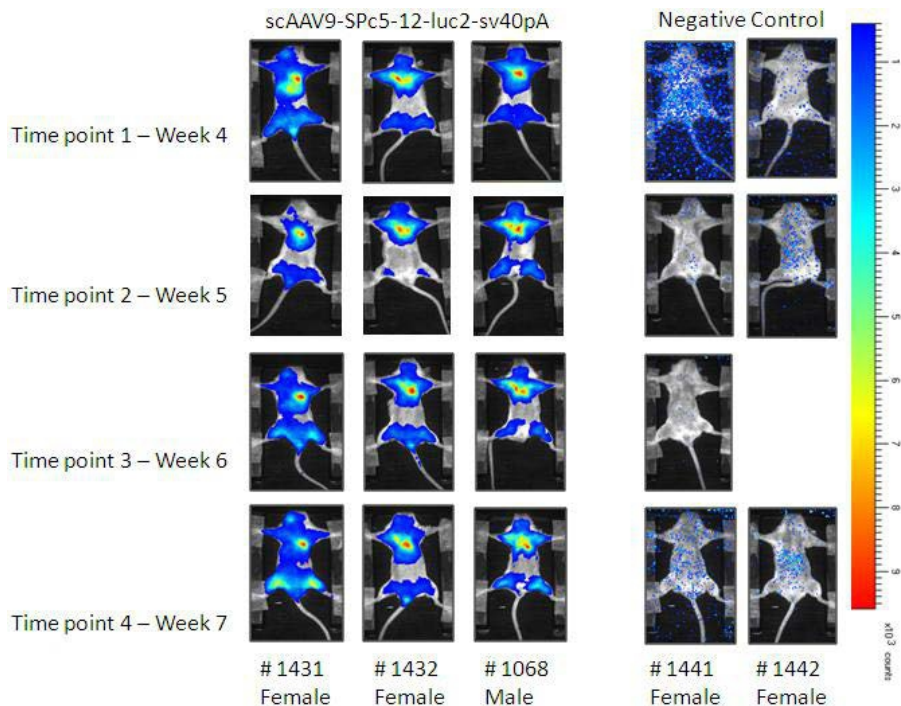 scAAV9-SPc5-12-luc2-sv40pA
Negative Control
Time point 1 – Week 4
Time point 2 – Week 5
Time point 3 – Week 6
Time point 4 – Week 7
1
2
3
4
5
6
7
8
9
x10 3 counts
# 1431
Female
# 1432
Female
# 1068
Male
# 1441
Female
# 1442
Female